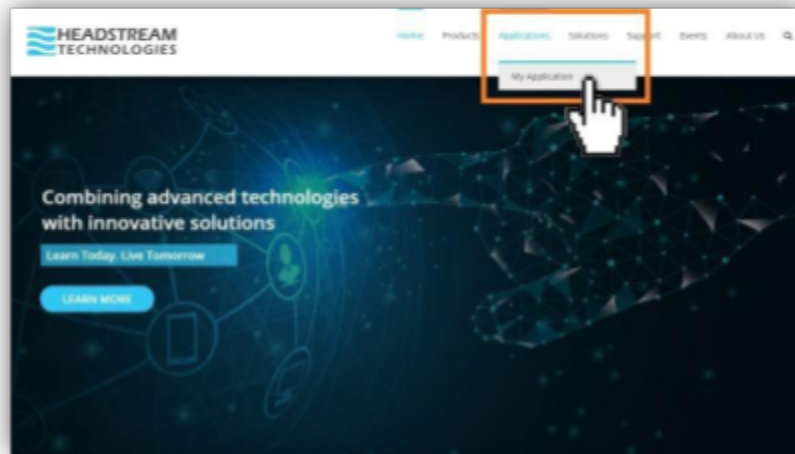 HEADSTREAM
TECHNOLOGIES
Home Products Applications Solutions Support Events About Us
My Application
Combining advanced technologies
with innovative solutions
Learn Today. Live Tomorrow
LEARN MORE